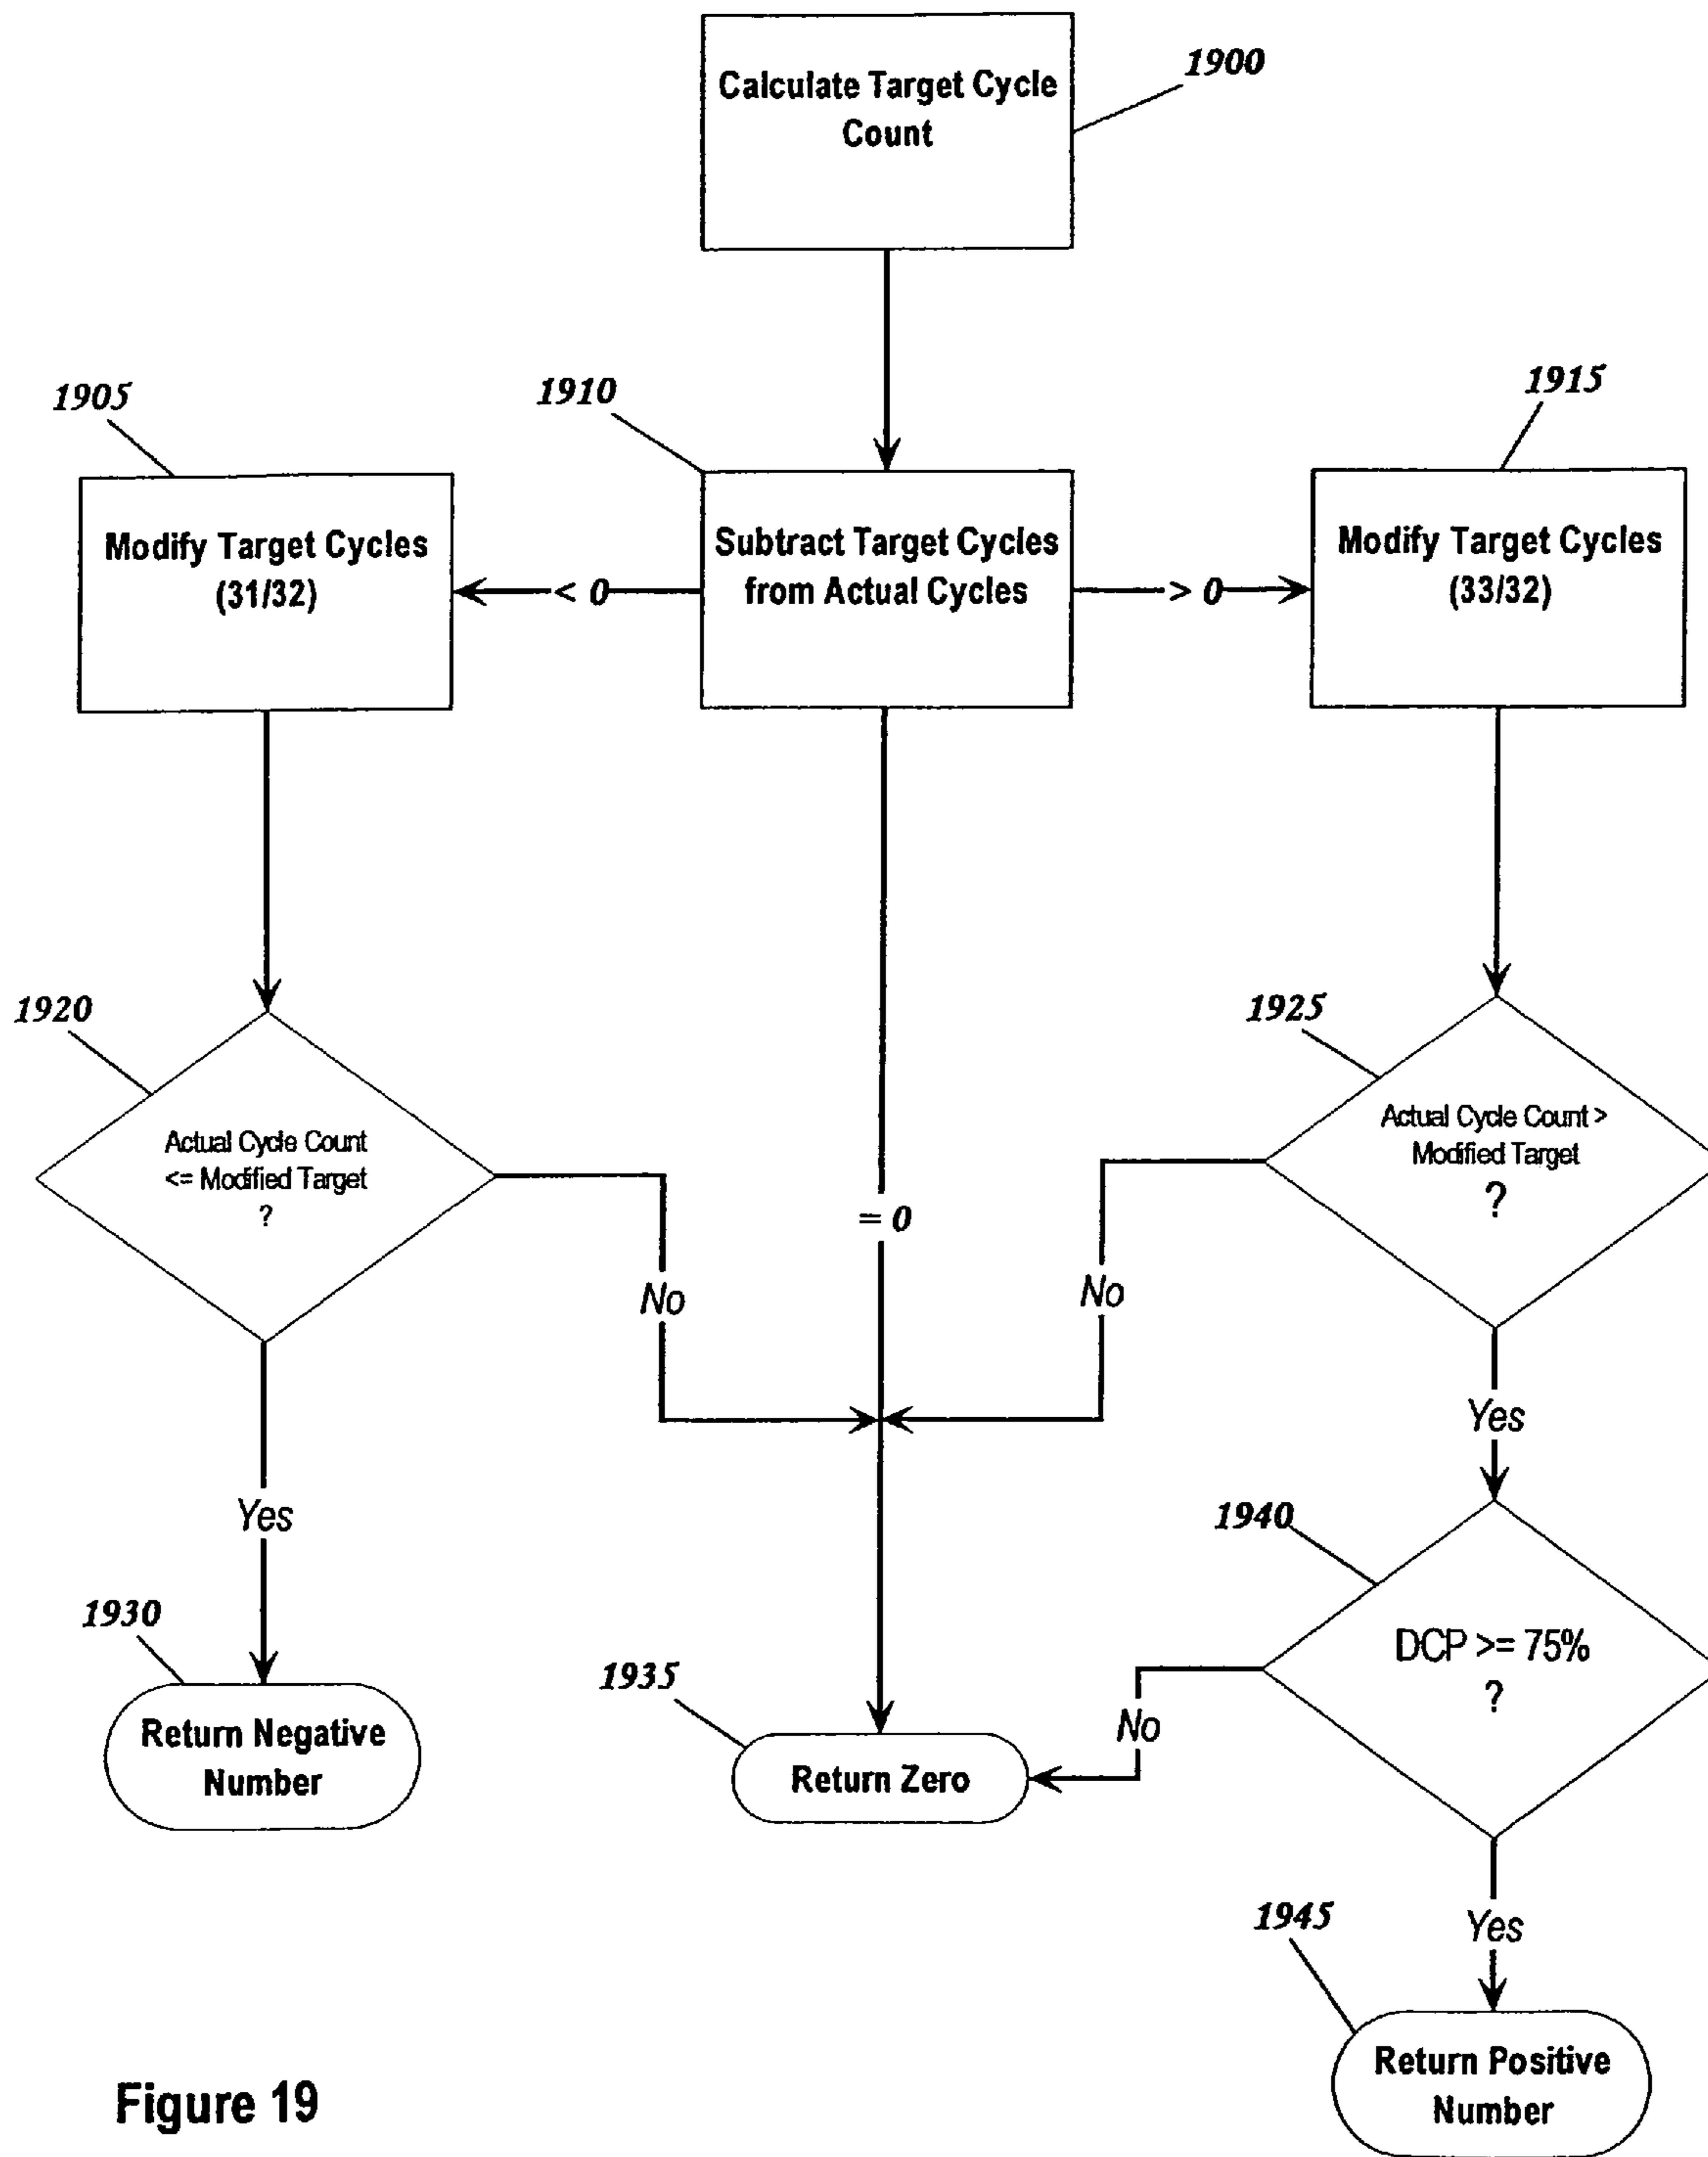 Calculate Target Cycle
Count
1900
1905
1910
1915
Modify Target Cycles
(31/32)
< 0
Subtract Target Cycles
from Actual Cycles
> 0
Modify Target Cycles
(33/32)
1920
1925
Actual Cycle Count
<= Modified Target
?
= 0
Actual Cycle Count >
Modified Target
?
No
No
Yes
Yes
1930
1935
1940
Return Negative
Number
Return Zero
No
DCP >= 75%
?
1945
Yes
Return Positive
Number
Figure 19